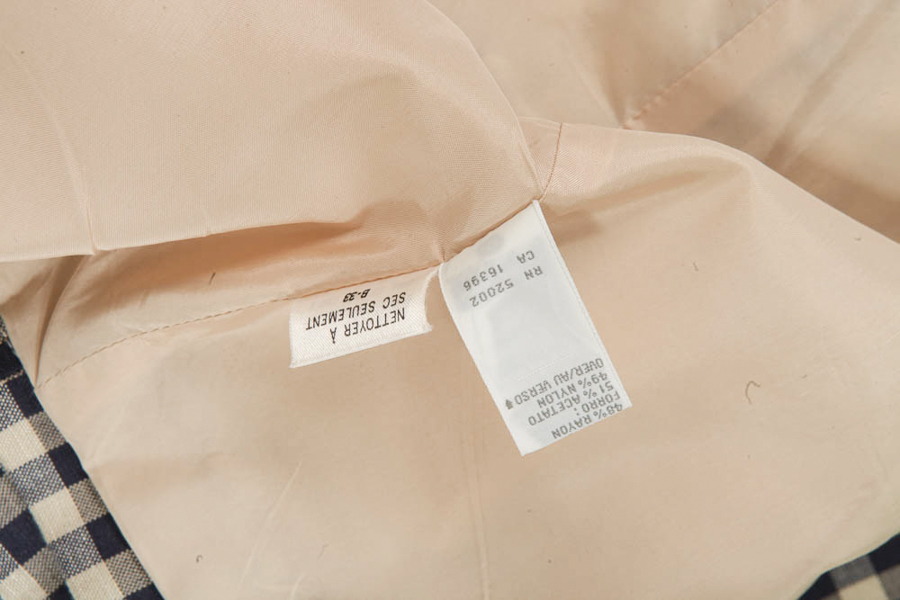 NETTOYER À
SEC SEULEMENT
B-33
48% RAYON
FORRO:
51% ACETATO
49% NYLON
OVER/AU VERSO
RN 52002
CA 16396